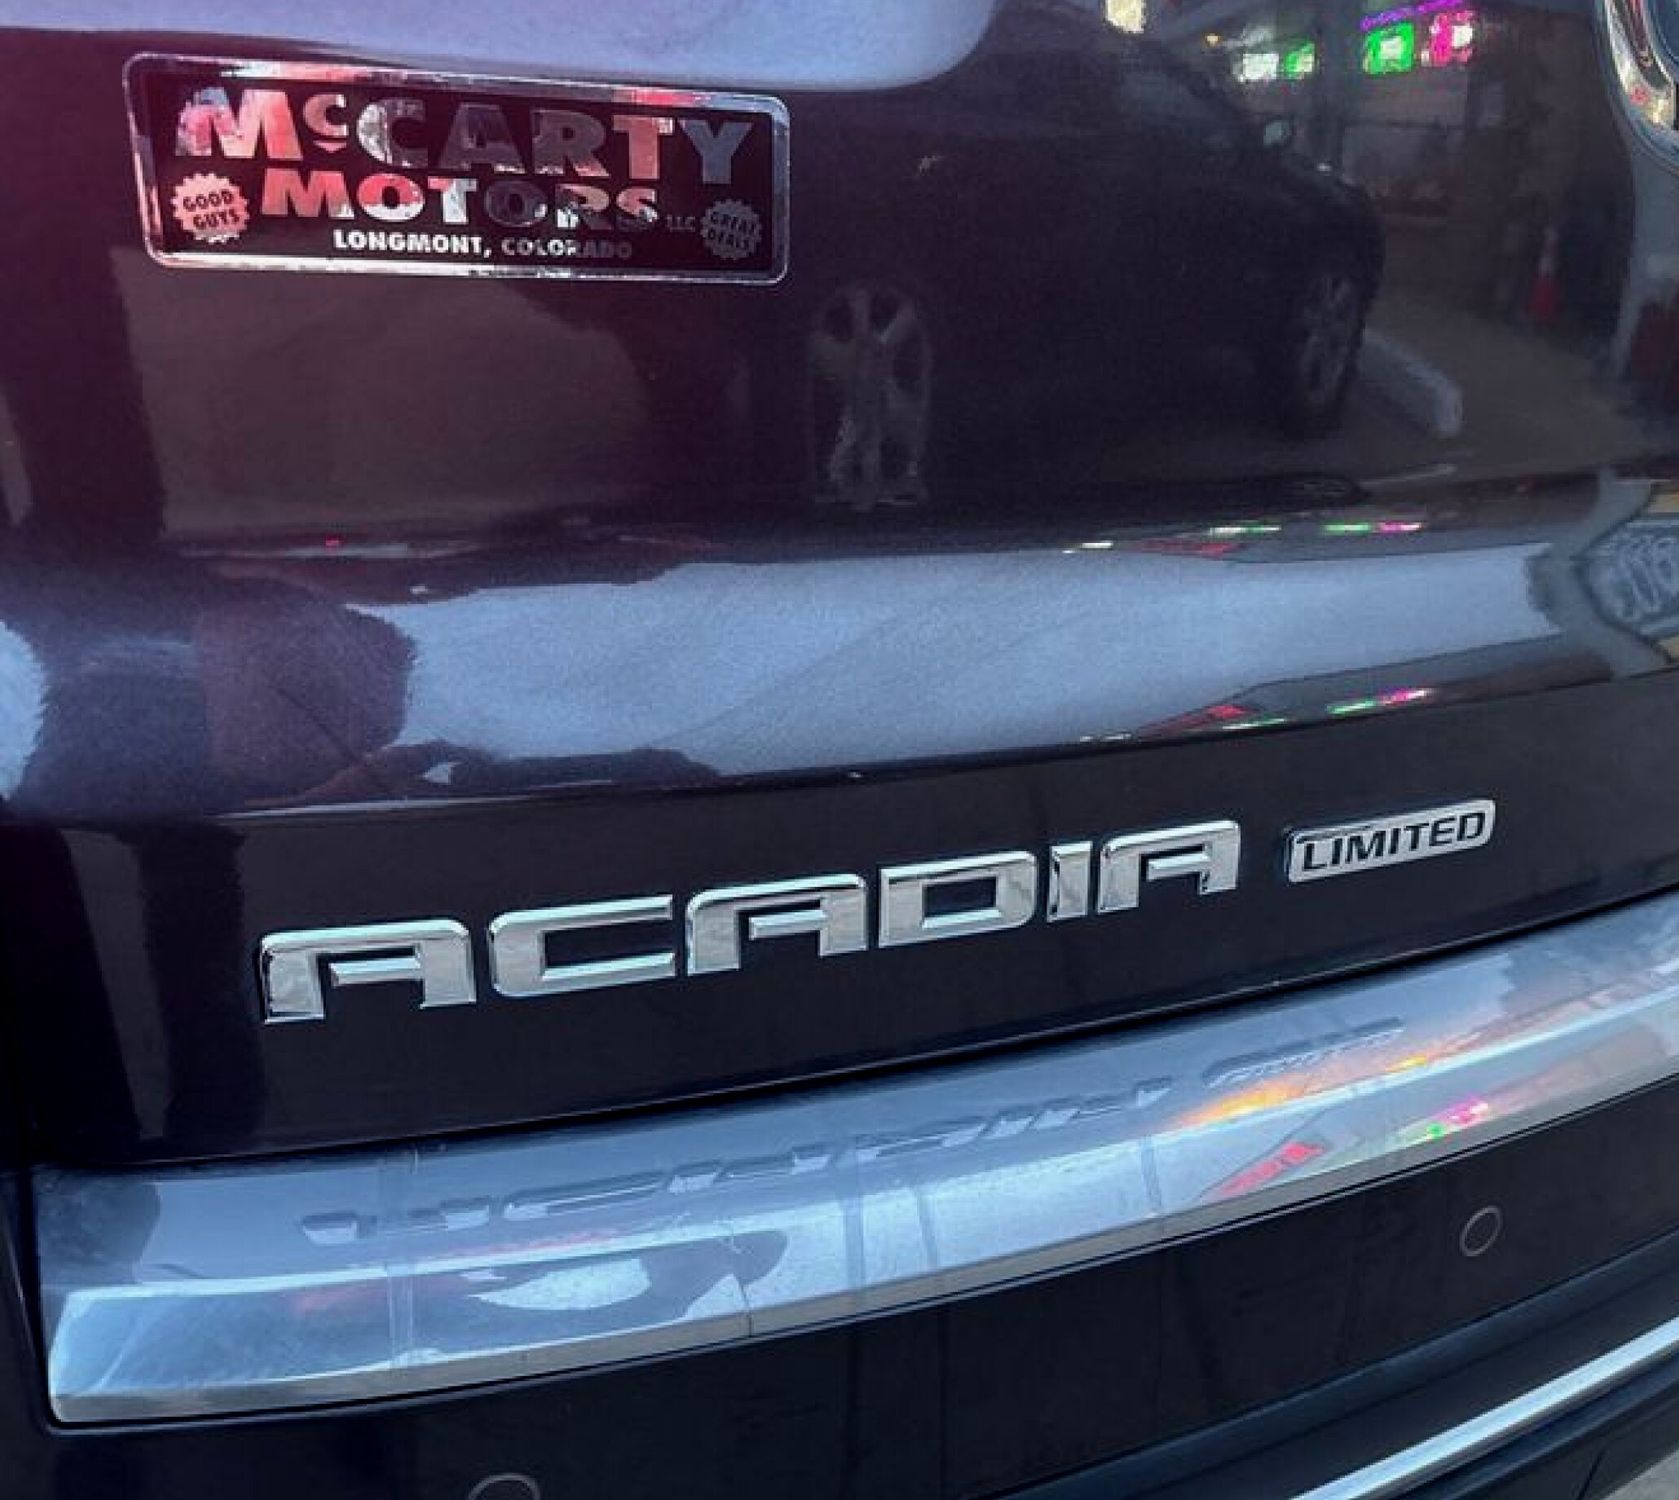 McCARTY
MOTORS LLC
GOOD
GUYS
GREAT
DEALS
LONGMONT, COLORADO
ACADIA LIMITED